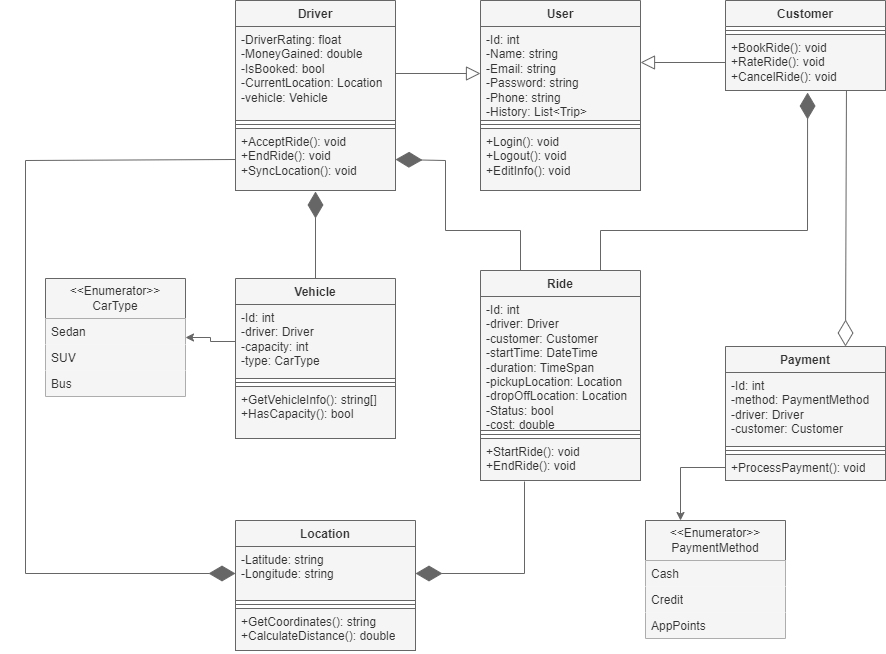 Driver
-DriverRating: float
-MoneyGained: double
-IsBooked: bool
-CurrentLocation: Location
-vehicle: Vehicle
+AcceptRide(): void
+EndRide(): void
+SyncLocation(): void
User
-Id: int
-Name: string
-Email: string
-Password: string
-Phone: string
-History: List<Trip>
+Login(): void
+Logout(): void
+EditInfo(): void
Customer
+BookRide(): void
+RateRide(): void
+CancelRide(): void
<<Enumerator>>
CarType
Sedan
SUV
Bus
Vehicle
-Id: int
-driver: Driver
-capacity: int
-type: CarType
+GetVehicleInfo(): string[]
+HasCapacity(): bool
Ride
-Id: int
-driver: Driver
-customer: Customer
-startTime: DateTime
-duration: TimeSpan
-pickupLocation: Location
-dropOffLocation: Location
-Status: bool
-cost: double
+StartRide(): void
+EndRide(): void
Payment
-Id: int
-method: PaymentMethod
-driver: Driver
-customer: Customer
+ProcessPayment(): void
Location
-Latitude: string
-Longitude: string
+GetCoordinates(): string
+CalculateDistance(): double
<<Enumerator>>
PaymentMethod
Cash
Credit
AppPoints